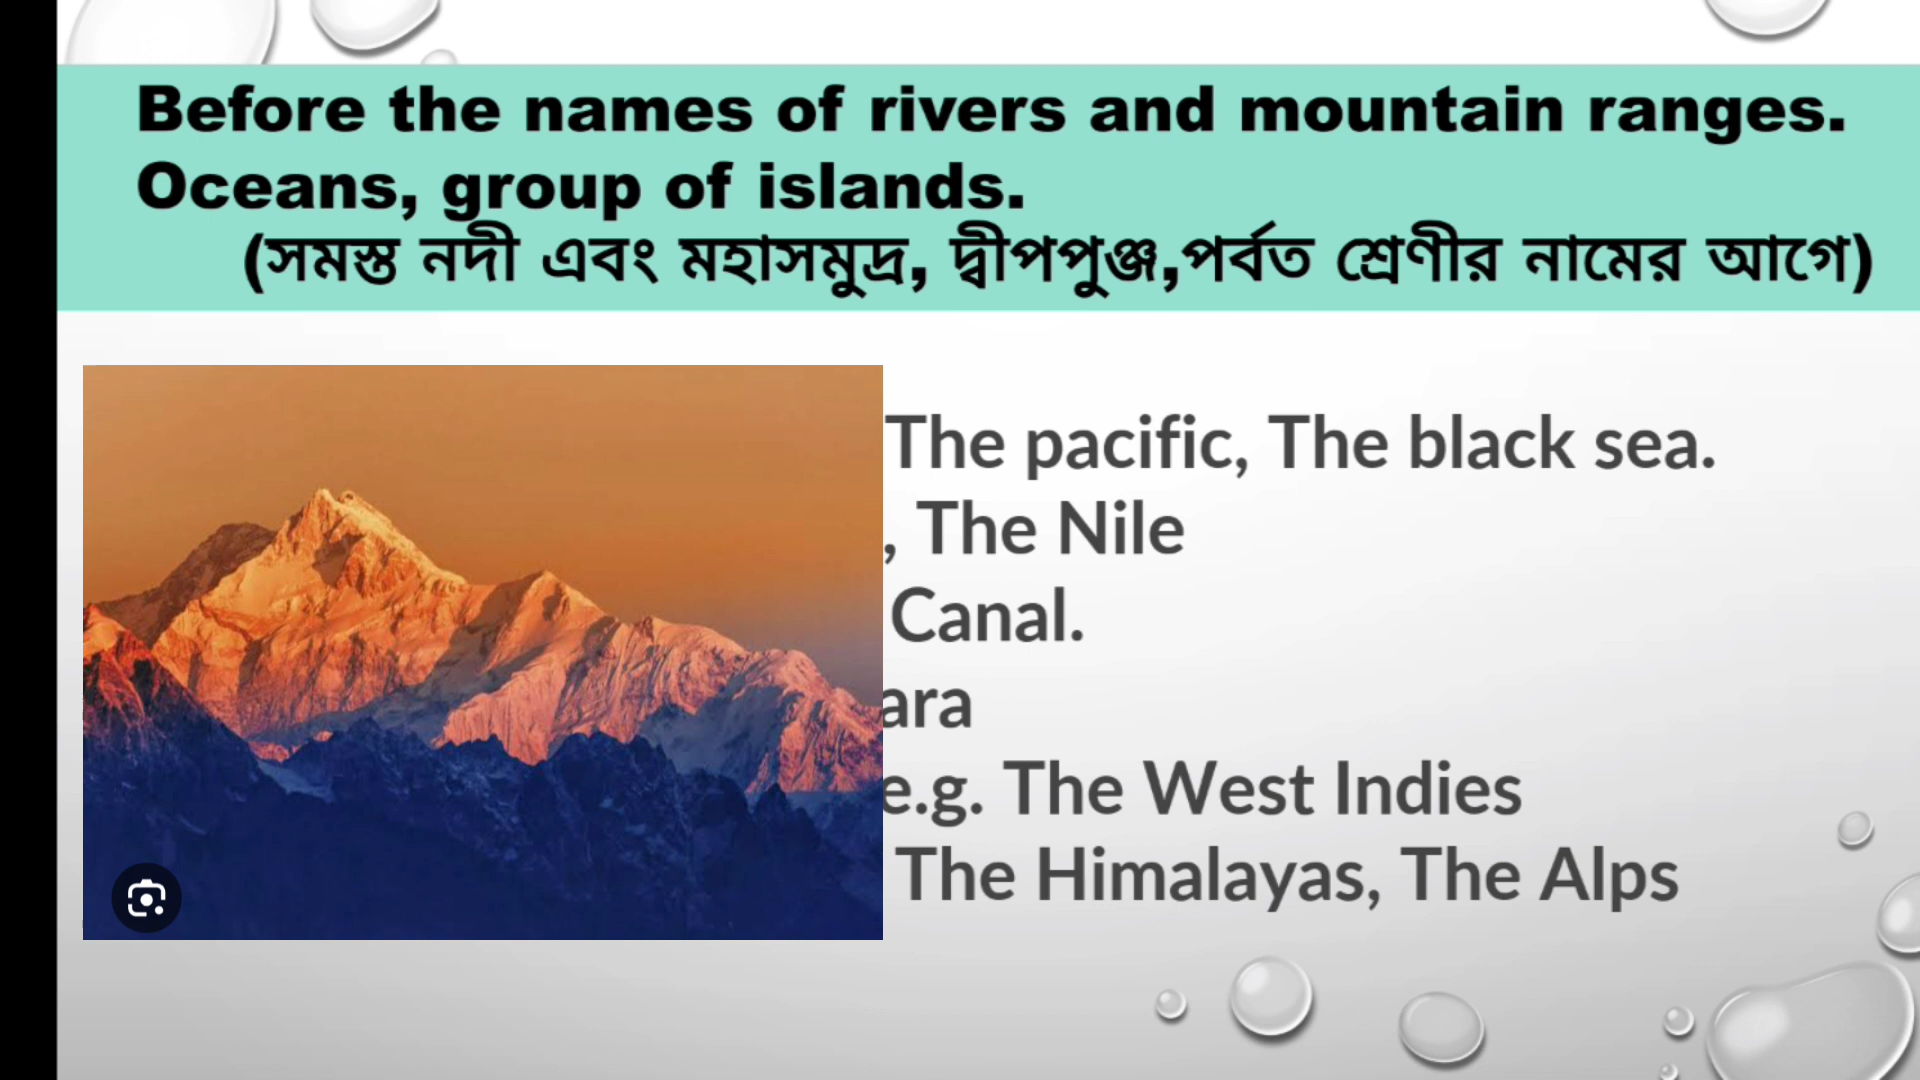 Before the names of rivers and mountain ranges.
Oceans, group of islands.
(সমস্ত নদী এবং মহাসমুদ্র, দ্বীপপুঞ্জ,পর্বত শ্রেণীর নামের আগে)
The pacific, The black sea.
, The Nile
Canal.
ara
e.g. The West Indies
The Himalayas, The Alps